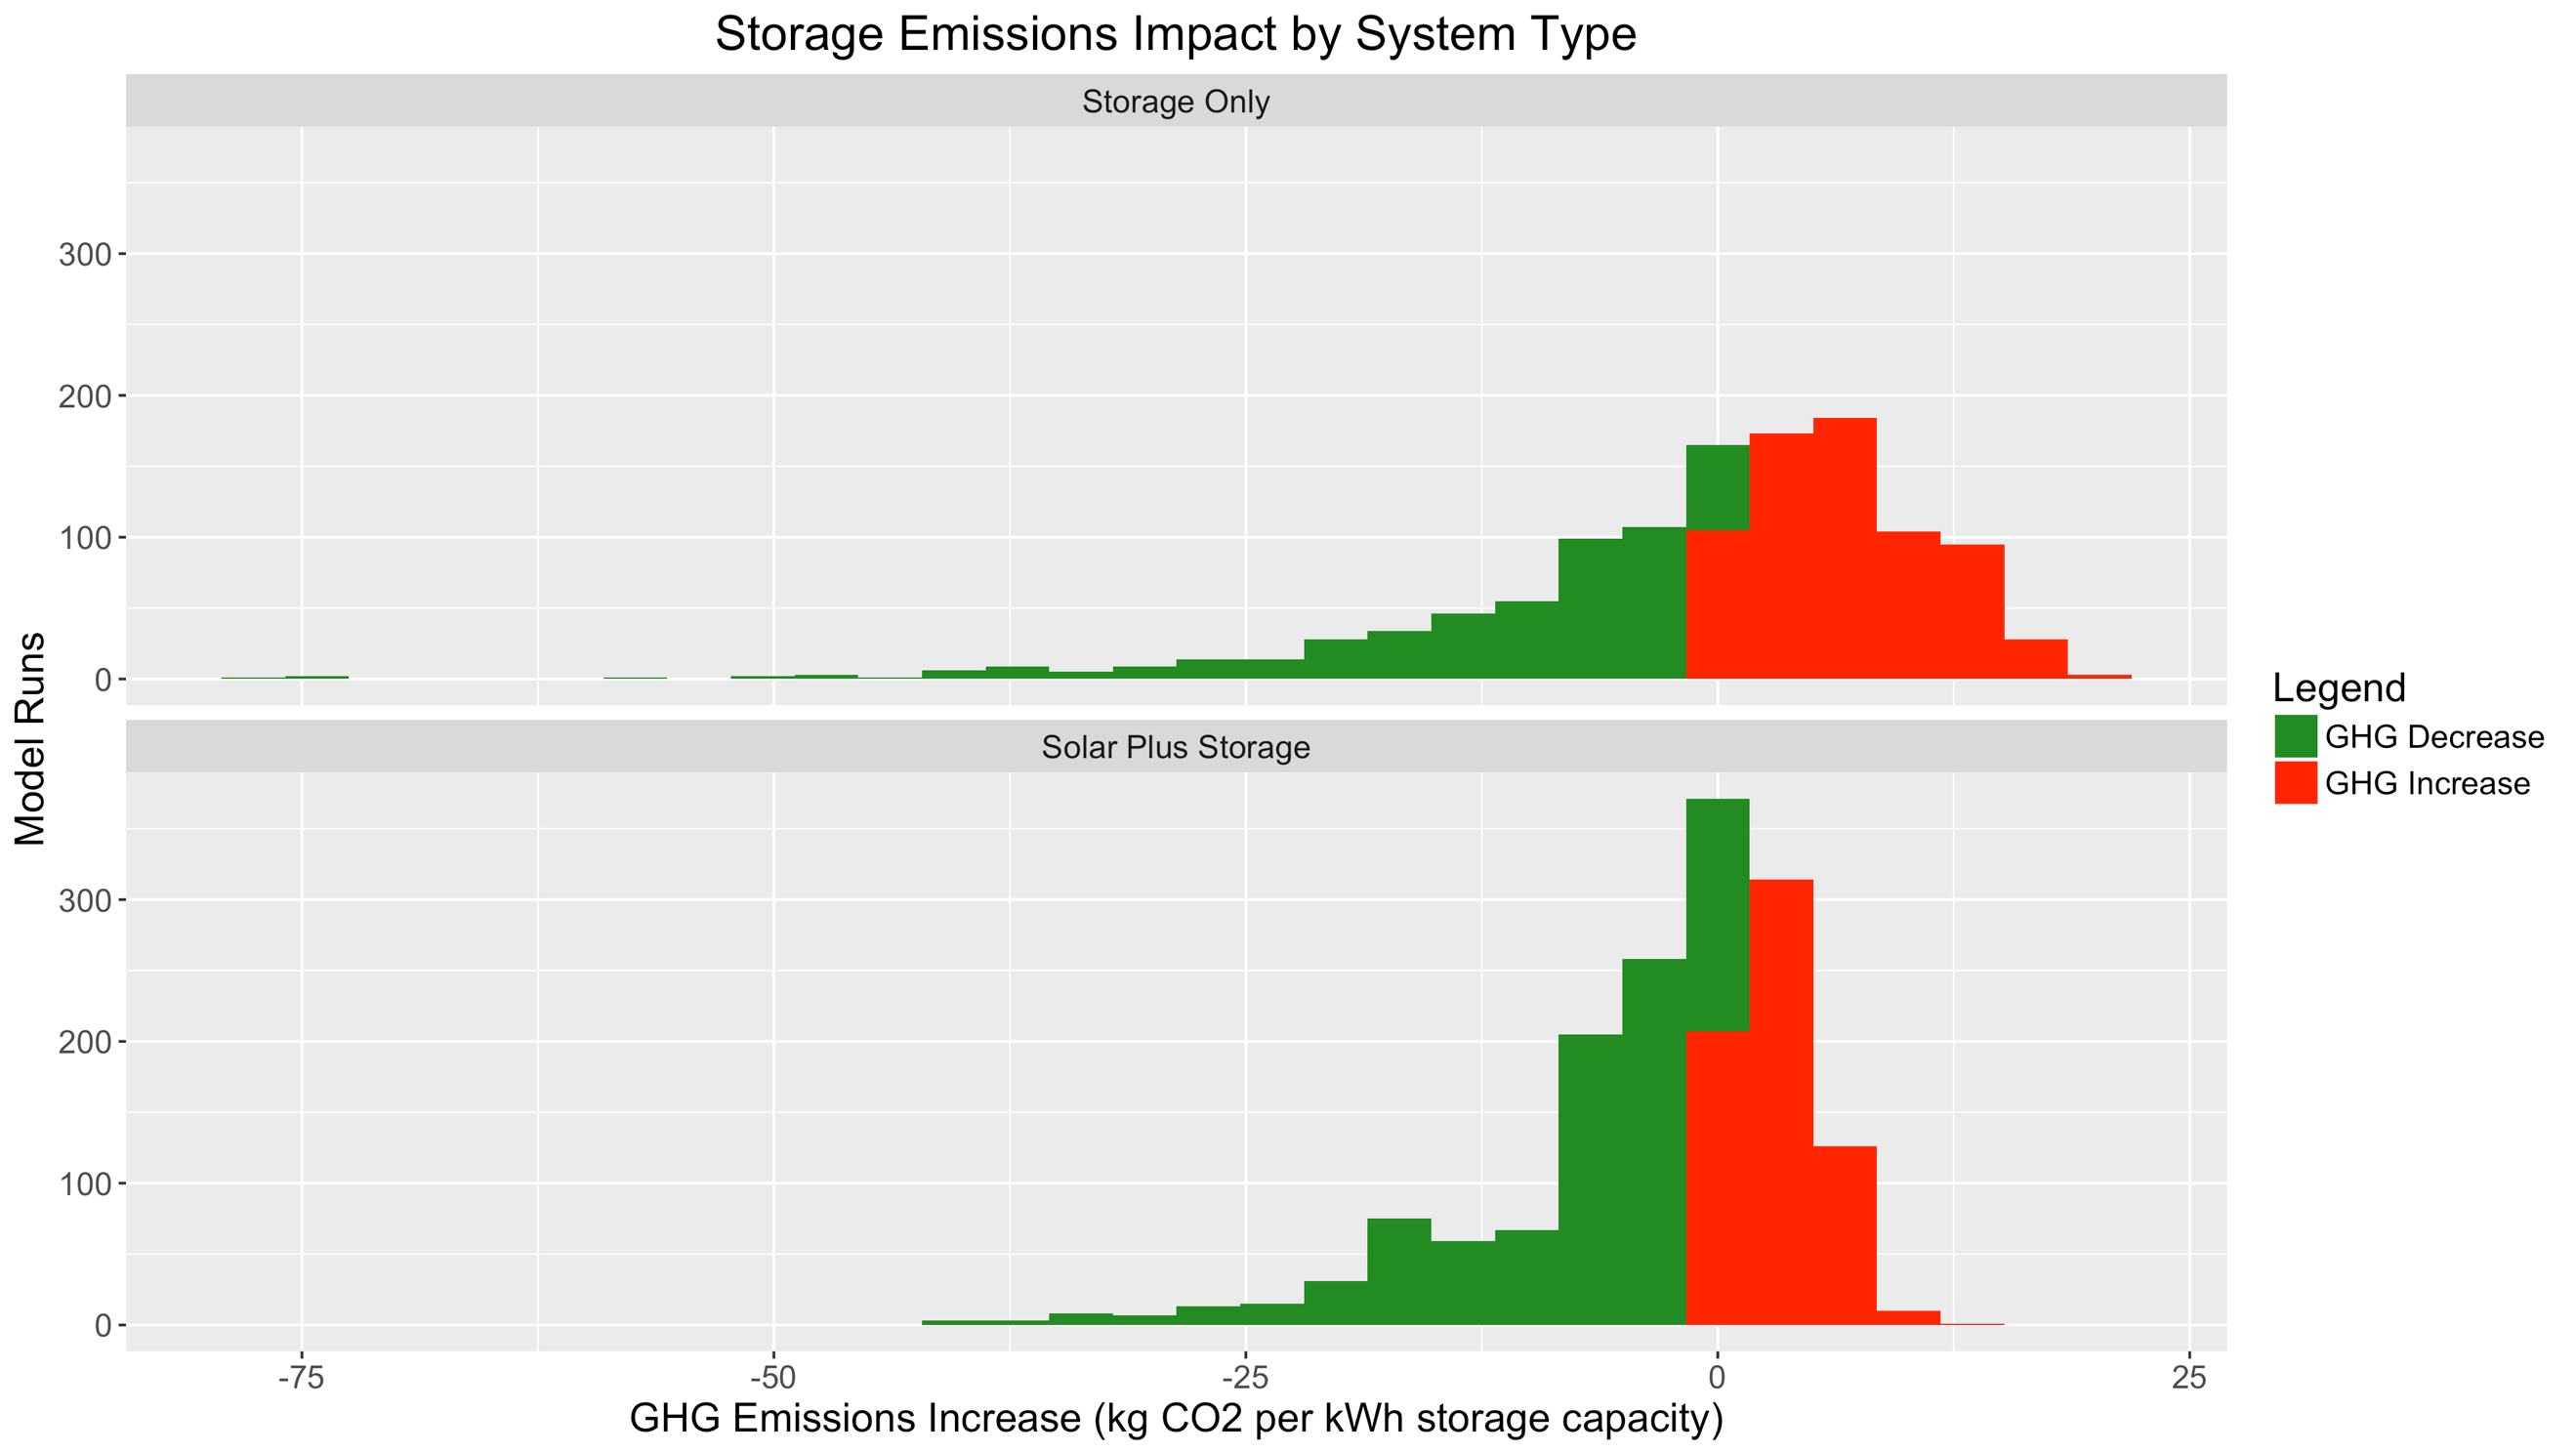 Storage Emissions Impact by System Type
Storage Only
300
200
100
0
Model Runs
Solar Plus Storage
300
200
100
0
-75 -50 -25 0 25
GHG Emissions Increase (kg CO2 per kWh storage capacity)
Legend
GHG Decrease
GHG Increase